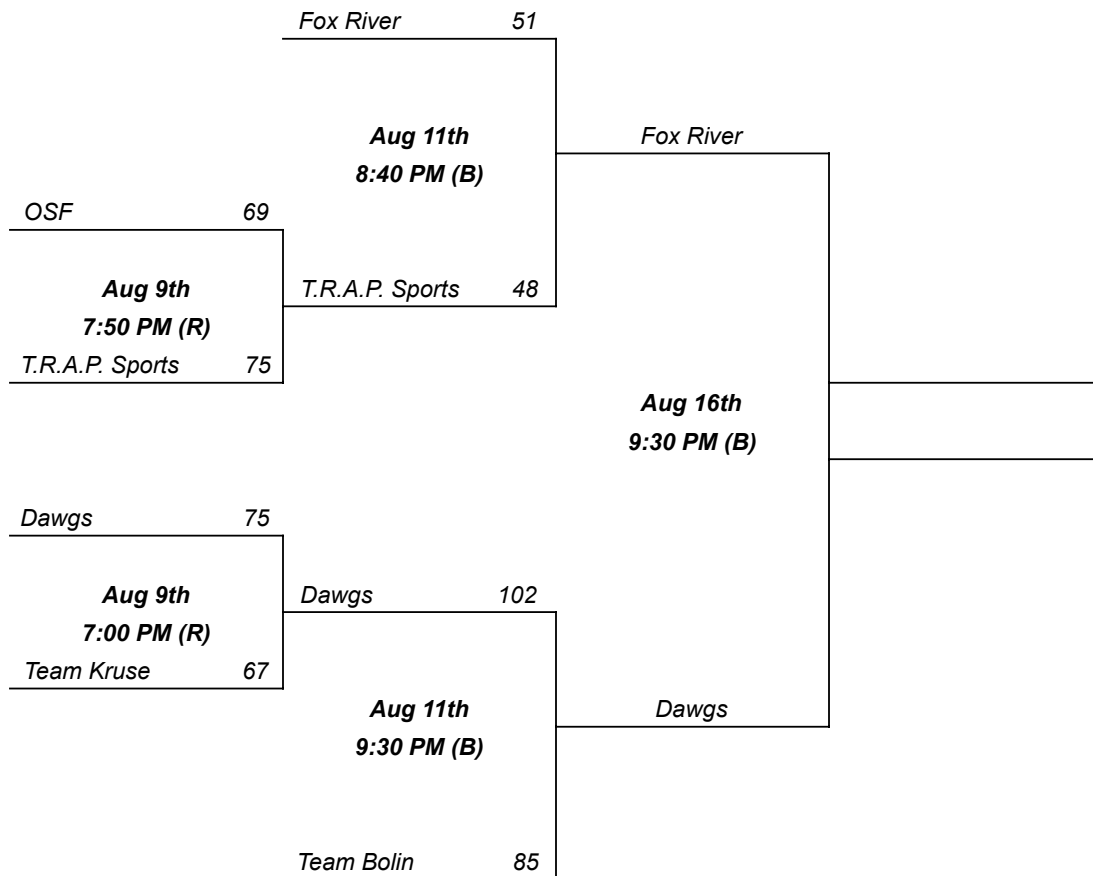 Fox River 51
Aug 11th
8:40 PM (B)
Fox River
OSF 69
Aug 9th
7:50 PM (R)
T.R.A.P. Sports 48
T.R.A.P. Sports 75
Aug 16th
9:30 PM (B)
Dawgs 75
Aug 9th
7:00 PM (R)
Dawgs 102
Team Kruse 67
Aug 11th
9:30 PM (B)
Dawgs
Team Bolin 85